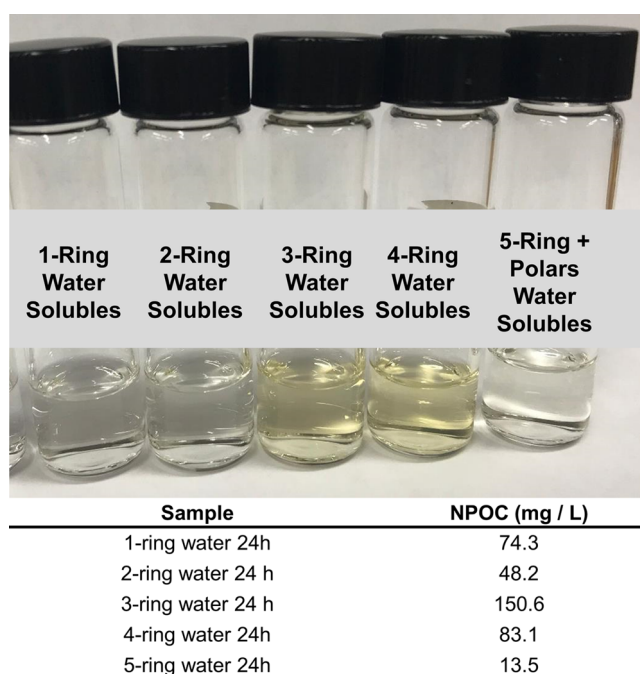 1-Ring
Water
Solubles
2-Ring
Water
Solubles
3-Ring
Water
Solubles
4-Ring
Water
Solubles
5-Ring +
Polars
Water
Solubles
Sample NPOC (mg / L)
1-ring water 24h 74.3
2-ring water 24 h 48.2
3-ring water 24 h 150.6
4-ring water 24h 83.1
5-ring water 24h 13.5